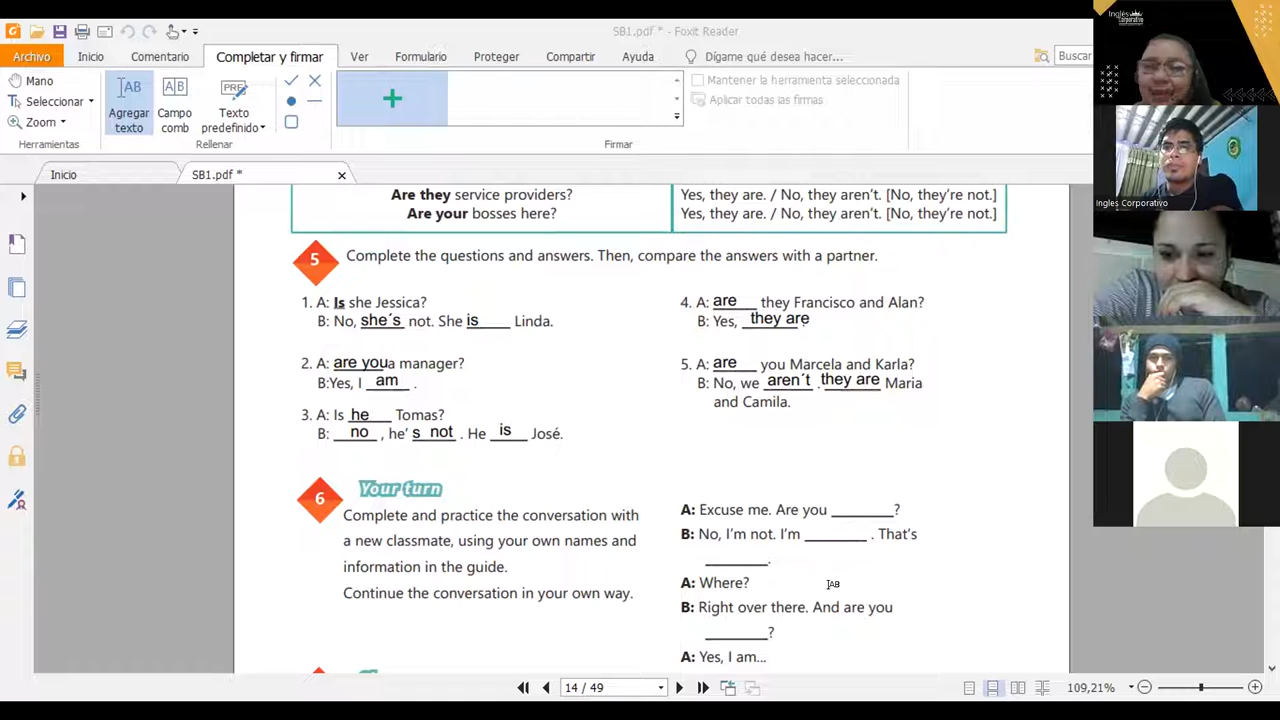 SB1.pdf * - Foxit Reader
Archivo Inicio Comentario Completar y firmar Ver Formulario Proteger Compartir Ayuda Dígame qué desea hacer... Buscar
Mano
Seleccionar
Zoom
Herramientas
Agregar texto
Campo comb
PRE
Texto predefinido
Rellenar
Mantener la herramienta seleccionada
Aplicar todas las firmas
Firmar
Inicio SB1.pdf *
Are they service providers? Yes, they are. / No, they aren't. [No, they're not.]
Are your bosses here? Yes, they are. / No, they aren't. [No, they're not.]
5 Complete the questions and answers. Then, compare the answers with a partner.
1. A: Is she Jessica?
B: No, she´s not. She is Linda.
2. A: are you a manager?
B:Yes, I am .
3. A: Is he Tomas?
B: no , he' s not . He is José.
4. A: are they Francisco and Alan?
B: Yes, they are.
5. A: are you Marcela and Karla?
B: No, we aren´t . they are Maria
and Camila.
6 Your turn
Complete and practice the conversation with
a new classmate, using your own names and
information in the guide.
Continue the conversation in your own way.
A: Excuse me. Are you ________?
B: No, I'm not. I'm ________ . That's
________.
A: Where?
B: Right over there. And are you
________?
A: Yes, I am...
14 / 49
109,21%
Inglés Corporativo
Ingles Corporativo